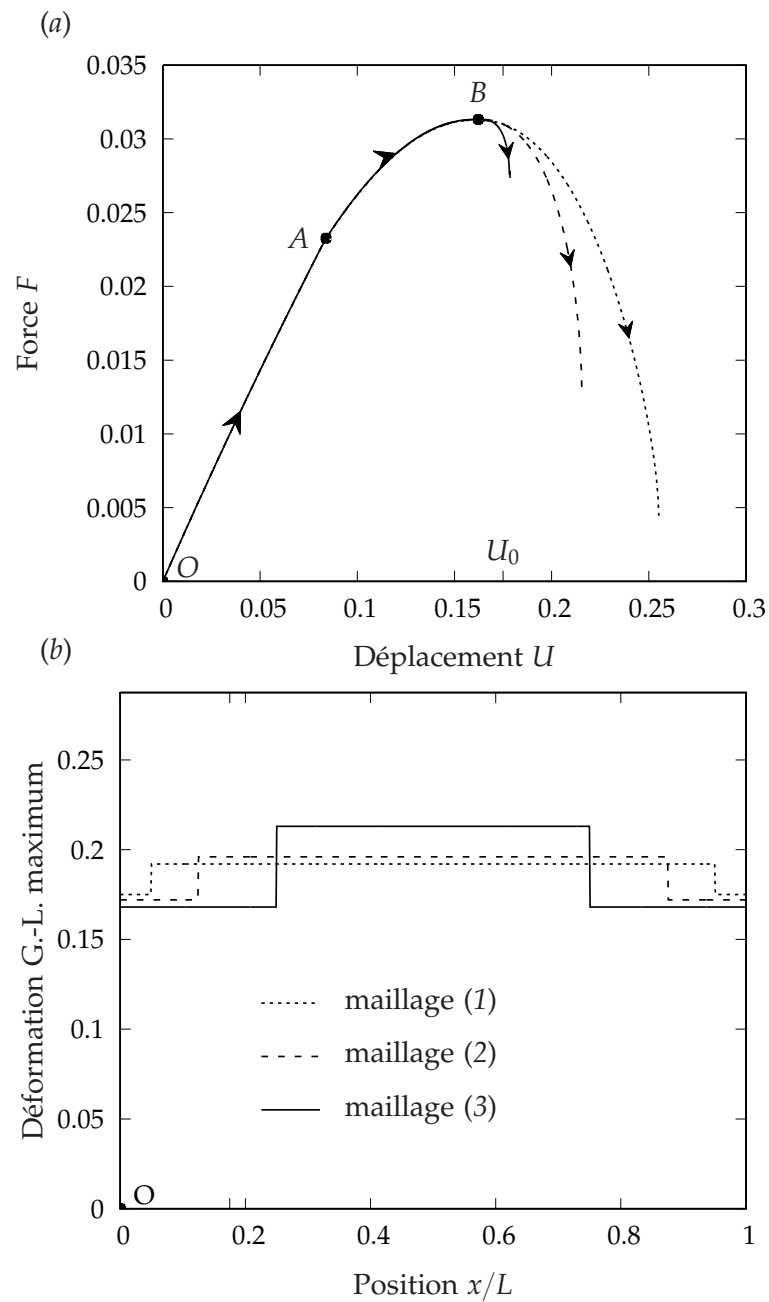 (a)
0.035
0.03
0.025
0.02
0.015
0.01
0.005
0
Force F
B
A
O
U0
0 0.05 0.1 0.15 0.2 0.25 0.3
Déplacement U
(b)
0.25
0.2
0.15
0.1
0.05
0
Déformation G.-L. maximum
maillage (1)
maillage (2)
maillage (3)
O
0 0.2 0.4 0.6 0.8 1
Position x/L